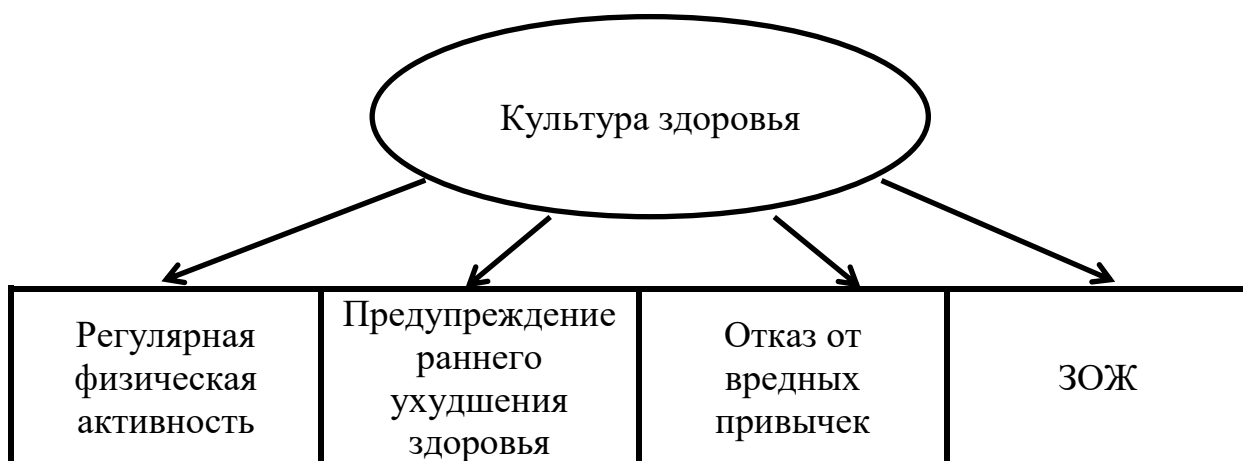 Культура здоровья
Регулярная
физическая
активность
Предупреждение
раннего
ухудшения
здоровья
Отказ от
вредных
привычек
ЗОЖ